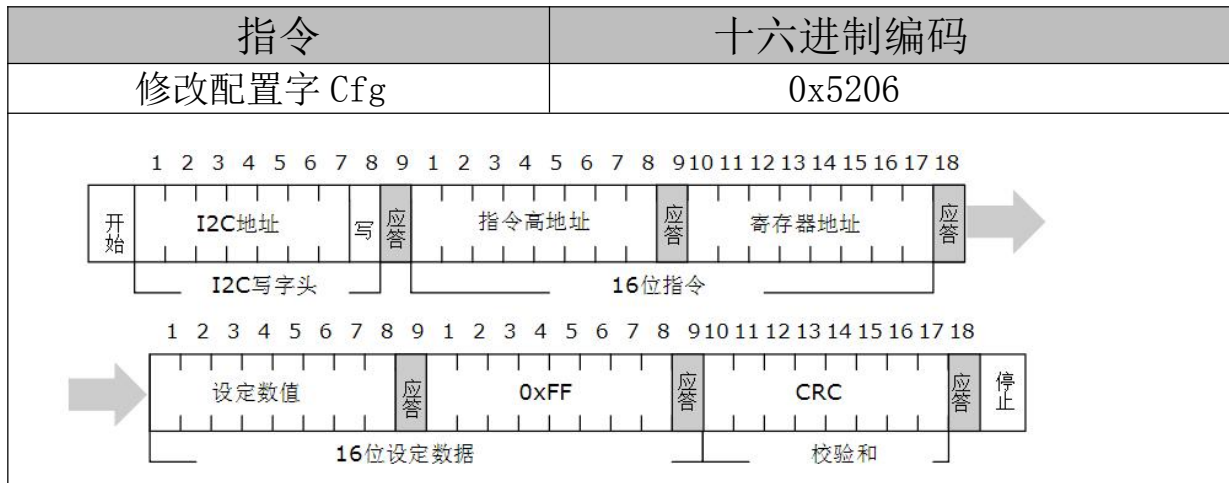 指令 十六进制编码
修改配置字 Cfg 0x5206
1 2 3 4 5 6 7 8 9 1 2 3 4 5 6 7 8 9 10 11 12 13 14 15 16 17 18
开始 I2C地址 写 应答 指令高地址 应答 寄存器地址 应答
I2C写字头 16位指令
1 2 3 4 5 6 7 8 9 1 2 3 4 5 6 7 8 9 10 11 12 13 14 15 16 17 18
设定数值 应答 0xFF 应答 CRC 应答 停止
16位设定数据 校验和